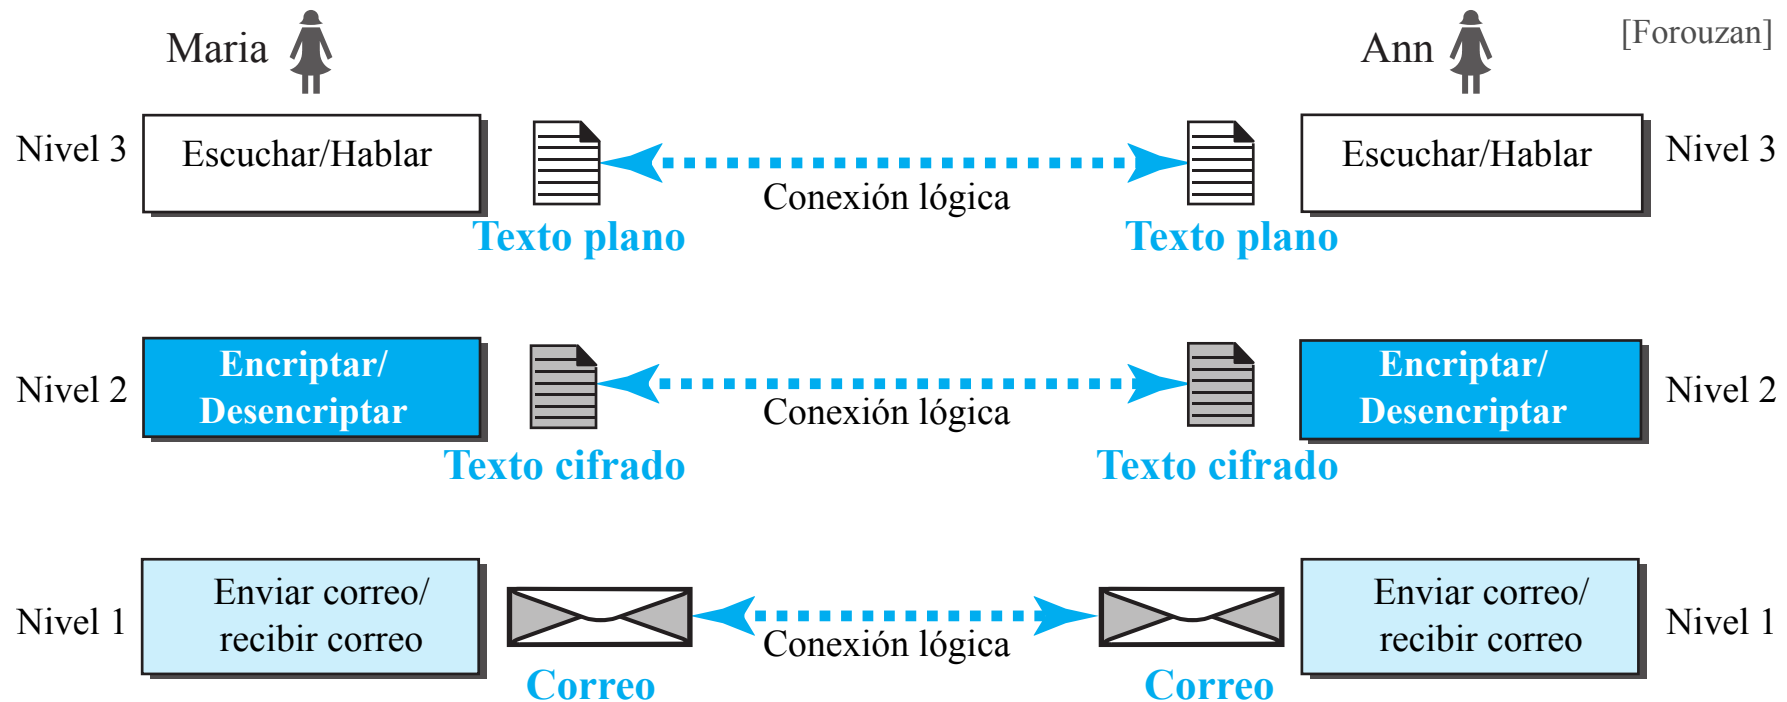 Maria
Ann
[Forouzan]
Nivel 3
Escuchar/Hablar
Conexión lógica
Escuchar/Hablar
Nivel 3
Texto plano
Texto plano
Nivel 2
Encriptar/
Desencriptar
Conexión lógica
Encriptar/
Desencriptar
Nivel 2
Texto cifrado
Texto cifrado
Nivel 1
Enviar correo/
recibir correo
Conexión lógica
Enviar correo/
recibir correo
Nivel 1
Correo
Correo